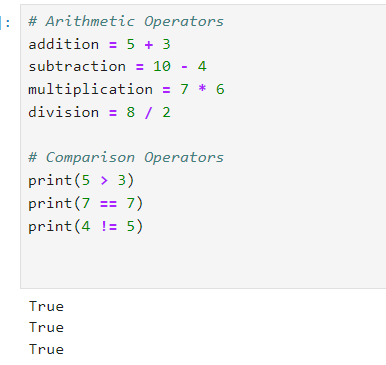 ]:
# Arithmetic Operators
addition = 5 + 3
subtraction = 10 - 4
multiplication = 7 * 6
division = 8 / 2
# Comparison Operators
print(5 > 3)
print(7 == 7)
print(4 != 5)
True
True
True